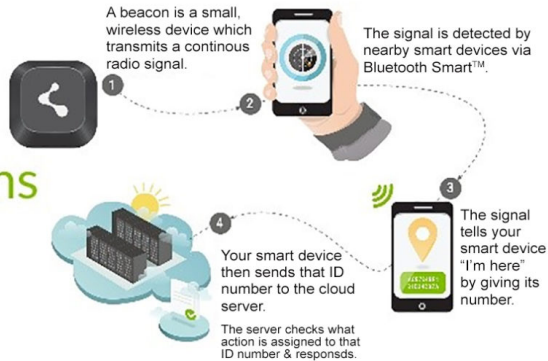 A beacon is a small,
wireless device which
transmits a continous
radio signal.
1
2
The signal is detected by
nearby smart devices via
Bluetooth Smart™.
ns
3
The signal
tells your
smart device
“I’m here”
by giving its
number.
4
Your smart device
then sends that ID
number to the cloud
server.
The server checks what
action is assigned to that
ID number & responsds.